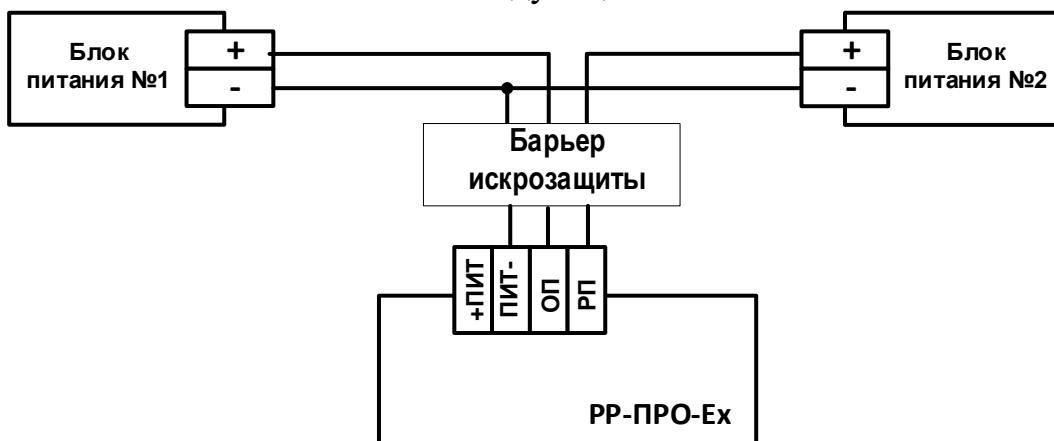 Блок
питания №1
+
-
+
-
Блок
питания №2
Барьер
искрозащиты
+ПИТ
ПИТ-
ОП
РП
РР-ПРО-Ex